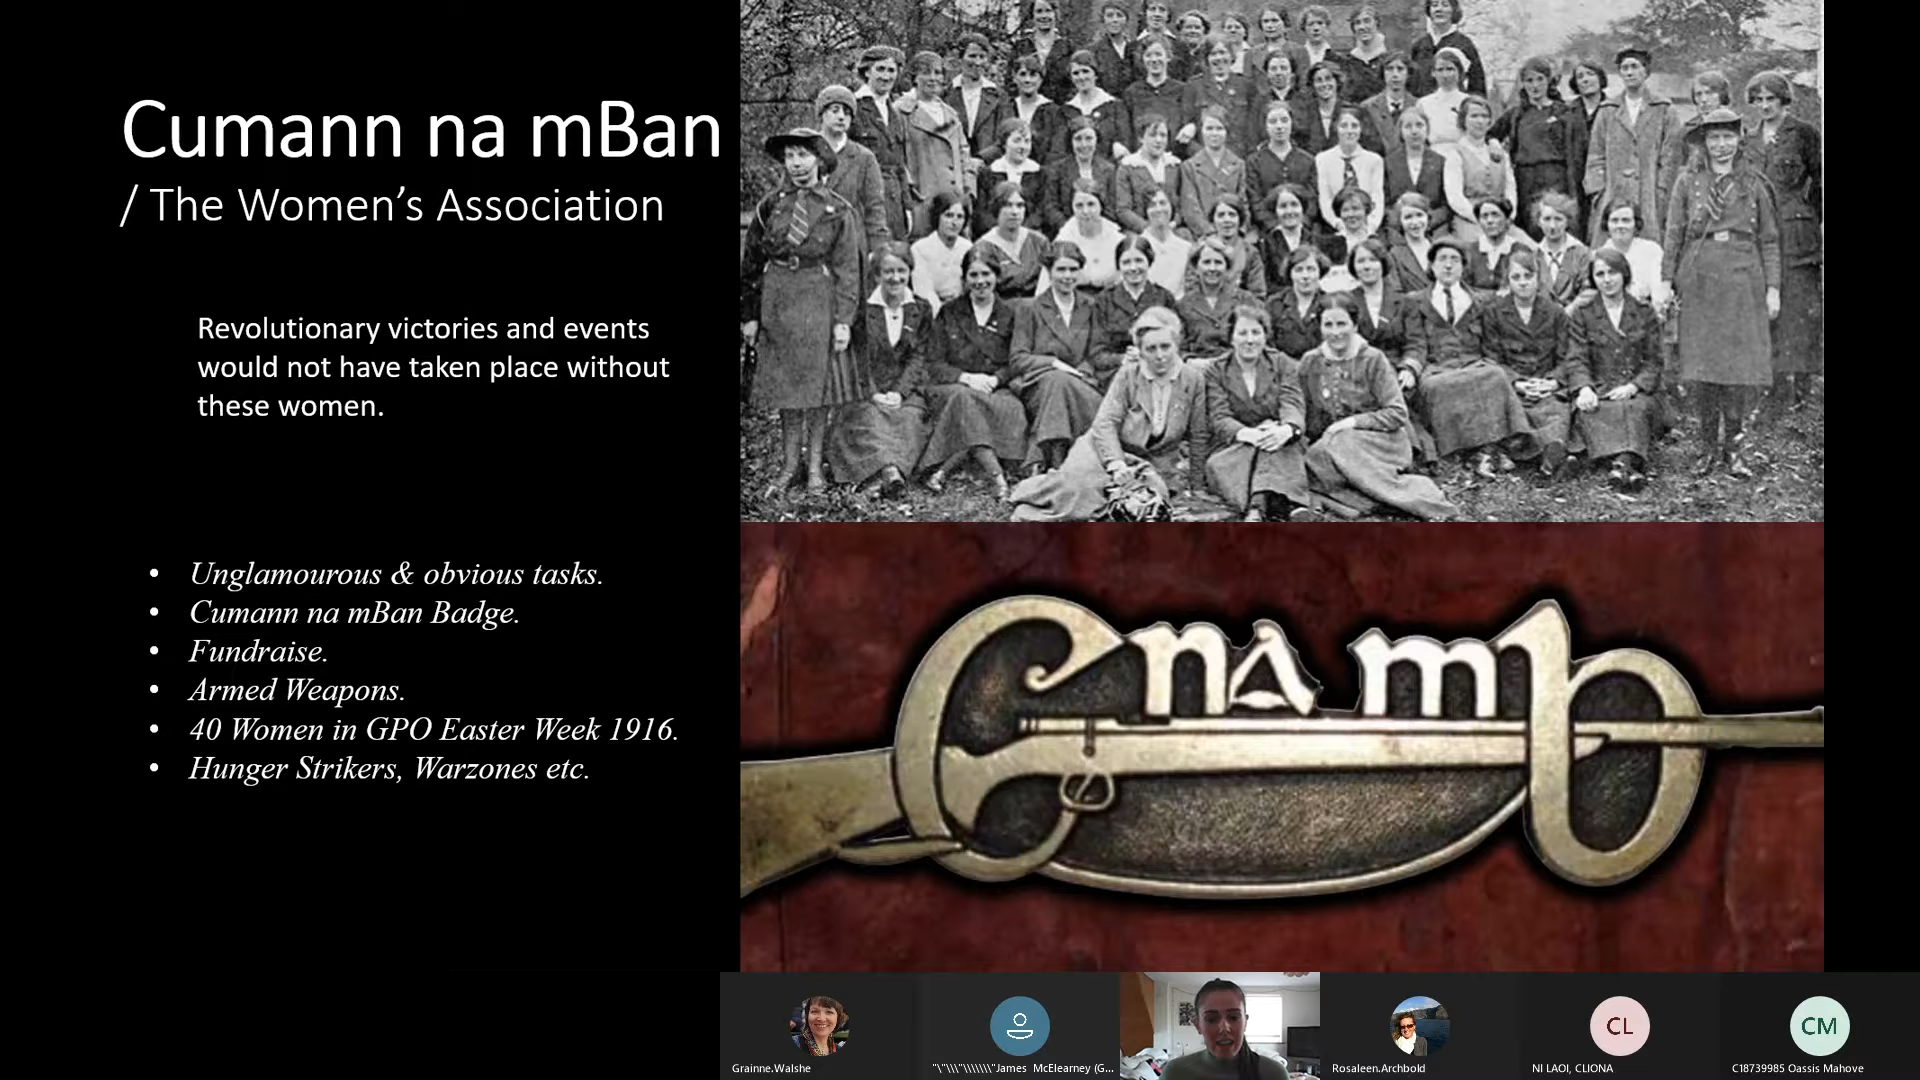 Cumann na mBan
/ The Women’s Association
Revolutionary victories and events
would not have taken place without
these women.
• Unglamourous & obvious tasks.
• Cumann na mBan Badge.
• Fundraise.
• Armed Weapons.
• 40 Women in GPO Easter Week 1916.
• Hunger Strikers, Warzones etc.
C na mb
Grainne.Walshe
"\"\\\"\\\\\\\"James McElearney (G...
Rosaleen.Archbold
CL
NI LAOI, CLIONA
CM
C18739985 Oassis Mahove